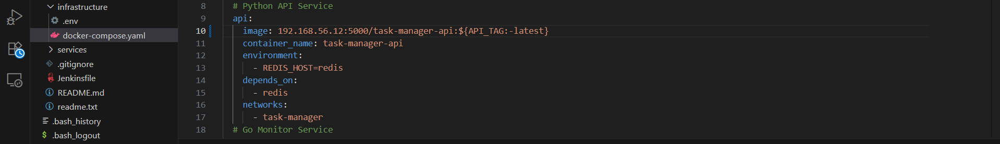 infrastructure
.env
docker-compose.yaml
services
.gitignore
Jenkinsfile
README.md
readme.txt
.bash_history
.bash_logout
8 # Python API Service
9 api:
10 image: 192.168.56.12:5000/task-manager-api:${API_TAG:-latest}
11 container_name: task-manager-api
12 environment:
13 - REDIS_HOST=redis
14 depends_on:
15 - redis
16 networks:
17 - task-manager
18 # Go Monitor Service